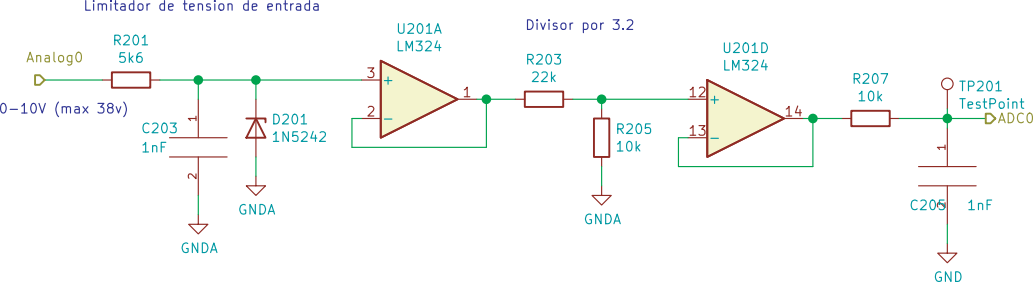 Limitador de tension de entrada
Analog0
0-10V (max 38v)
R201
5k6
1
C203
1nF
2
GNDA
D201
1N5242
GNDA
U201A
LM324
3
+
2
-
1
Divisor por 3.2
R203
22k
R205
10k
GNDA
U201D
LM324
12
+
13
-
14
R207
10k
TP201
TestPoint
ADC0
1
C205
2
1nF
GND